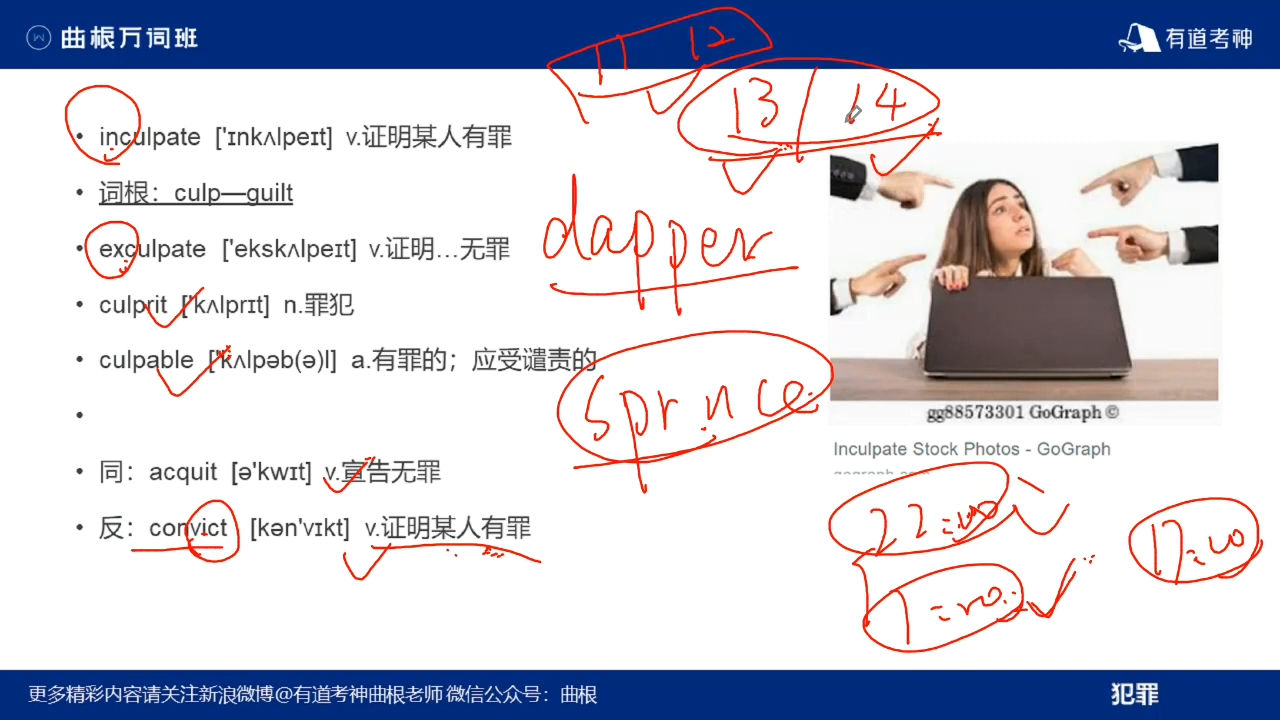 曲根万词班
有道考神
11 12
13 14
inculpate ['ɪnkʌlpeɪt] v.证明某人有罪
词根：culp—guilt
exculpate ['ekskʌlpeɪt] v.证明…无罪
culprit ['kʌlprɪt] n.罪犯
culpable ['kʌlpəb(ə)l] a.有罪的；应受谴责的
同：acquit [ə'kwɪt] v.宣告无罪
反：convict [kən'vɪkt] v.证明某人有罪
dapper
spruce
gg88573301 GoGraph ©
Inculpate Stock Photos - GoGraph
22:00
17:00
更多精彩内容请关注新浪微博@有道考神曲根老师 微信公众号：曲根
犯罪